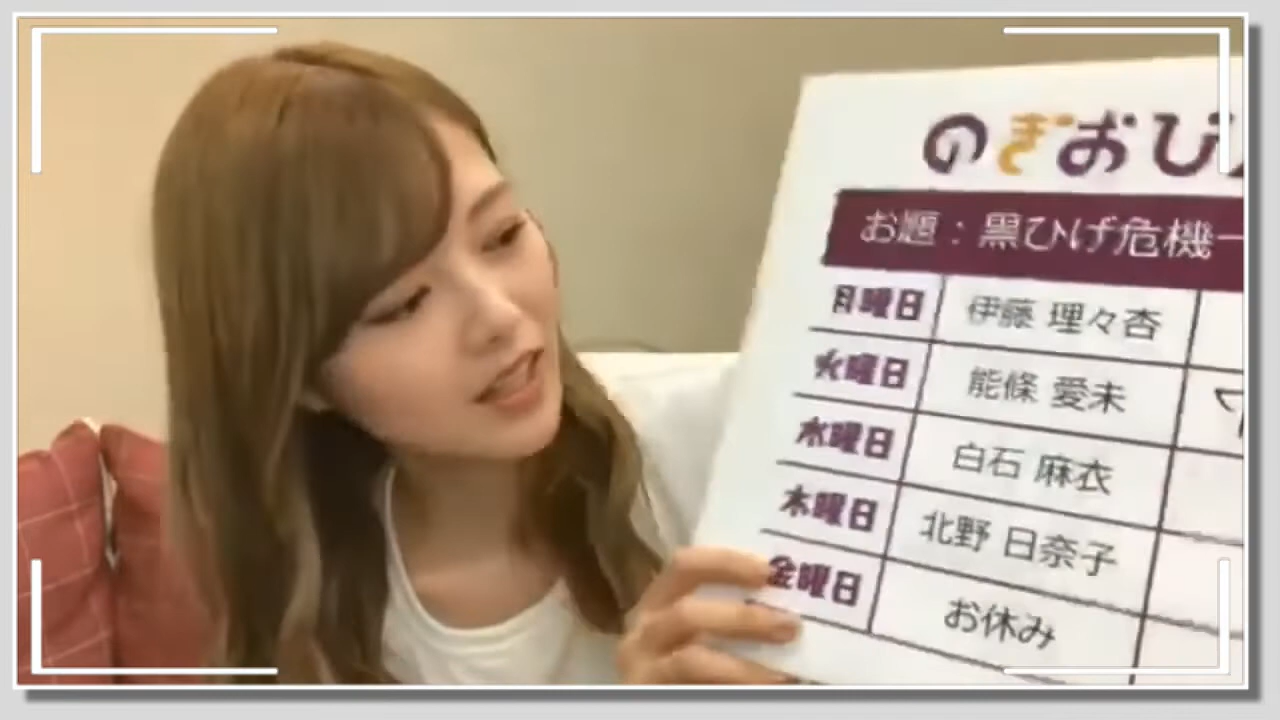 のぎおび
お題：黒ひげ危機一
月曜日 伊藤 理々杏
火曜日 能條 愛未
水曜日 白石 麻衣
木曜日 北野 日奈子
金曜日 お休み